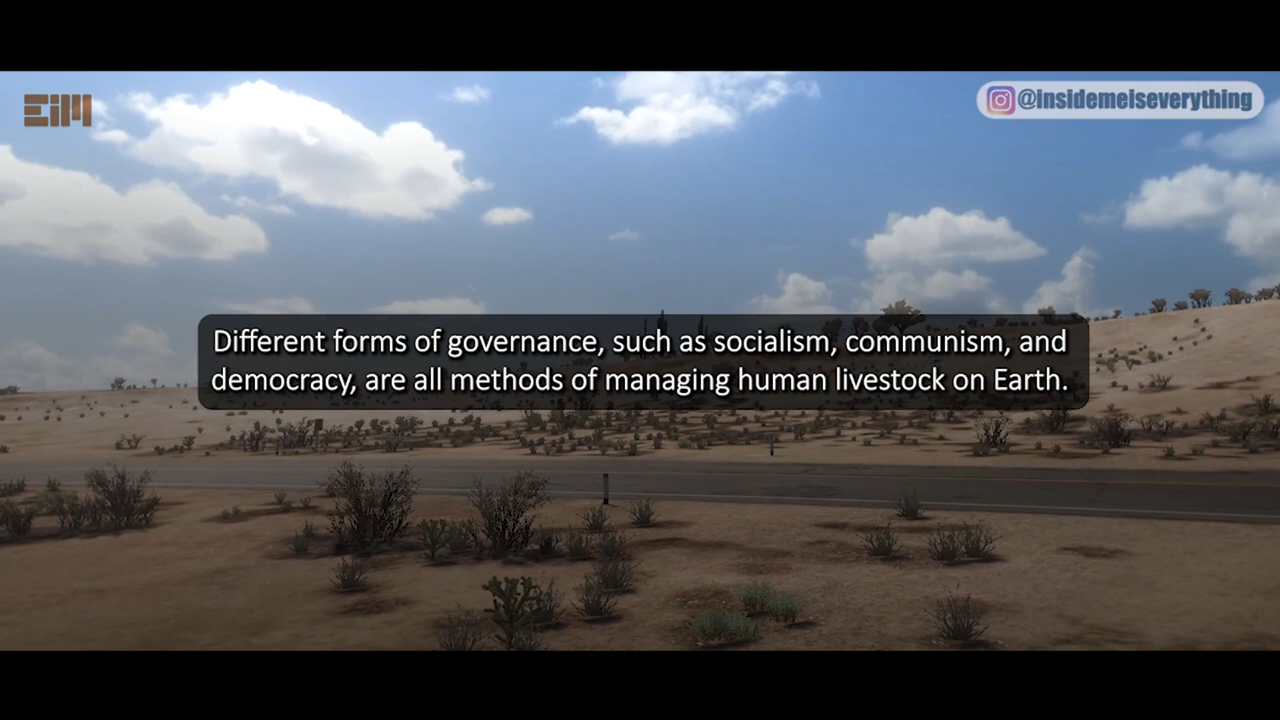 EiM
@insidemeiseverything
Different forms of governance, such as socialism, communism, and
democracy, are all methods of managing human livestock on Earth.